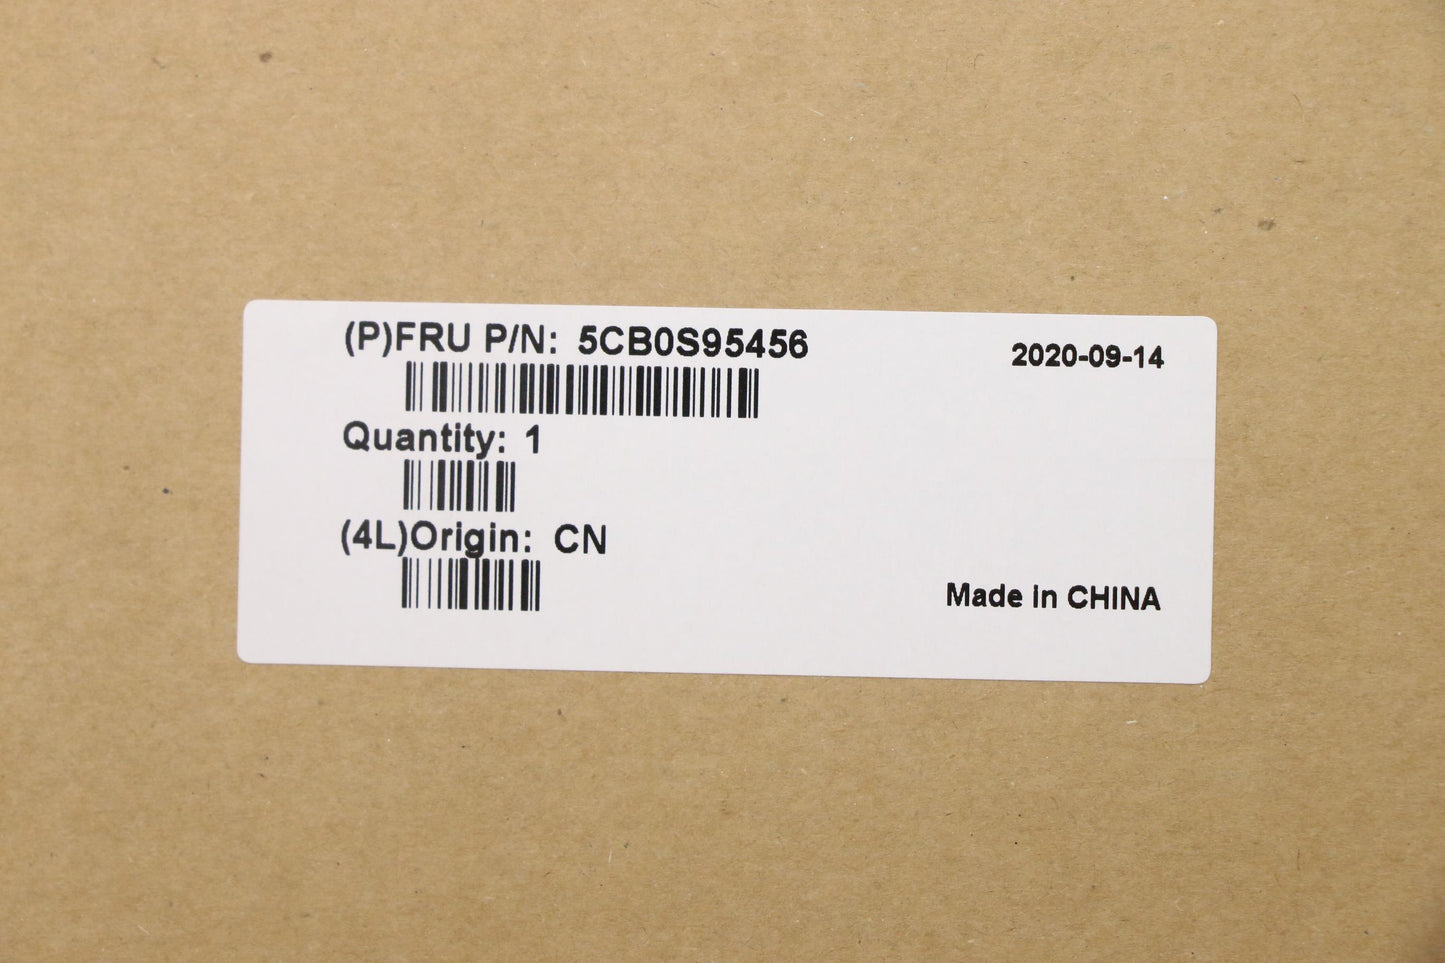 (P)FRU P/N: 5CB0S95456
2020-09-14
Quantity: 1
(4L)Origin: CN
Made in CHINA